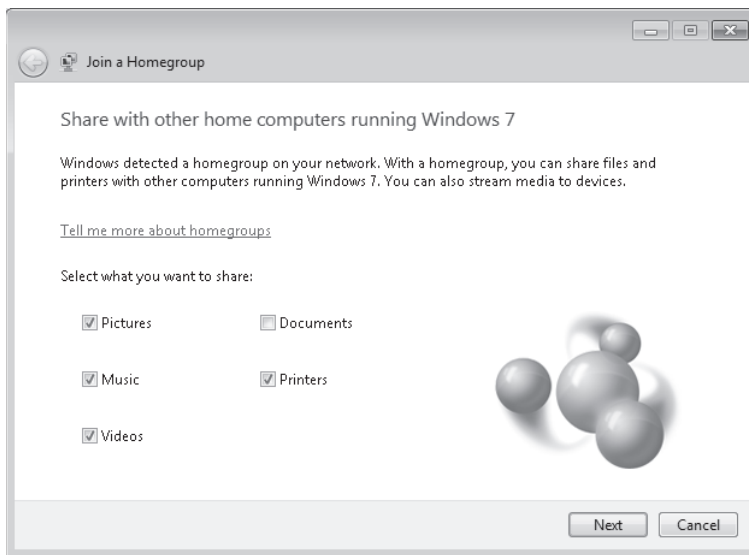 Join a Homegroup
Share with other home computers running Windows 7
Windows detected a homegroup on your network. With a homegroup, you can share files and
printers with other computers running Windows 7. You can also stream media to devices.
Tell me more about homegroups
Select what you want to share:
Pictures
Documents
Music
Printers
Videos
Next
Cancel